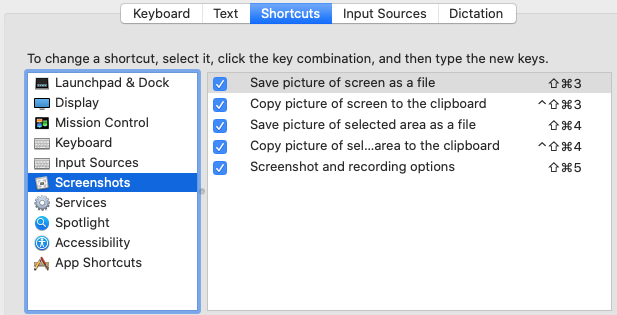 Keyboard Text Shortcuts Input Sources Dictation
To change a shortcut, select it, click the key combination, and then type the new keys.
Launchpad & Dock
Display
Mission Control
Keyboard
Input Sources
Screenshots
Services
Spotlight
Accessibility
App Shortcuts
Save picture of screen as a file ⇧⌘3
Copy picture of screen to the clipboard ^⇧⌘3
Save picture of selected area as a file ⇧⌘4
Copy picture of sel...area to the clipboard ^⇧⌘4
Screenshot and recording options ⇧⌘5